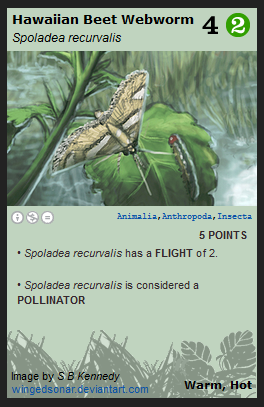 Hawaiian Beet Webworm 4 2
Spoladea recurvalis
Animalia, Anthropoda, Insecta
5 POINTS
• Spoladea recurvalis has a FLIGHT of 2.
• Spoladea recurvalis is considered a
POLLINATOR
Image by S B Kennedy
wingedsonar.deviantart.com
Warm, Hot